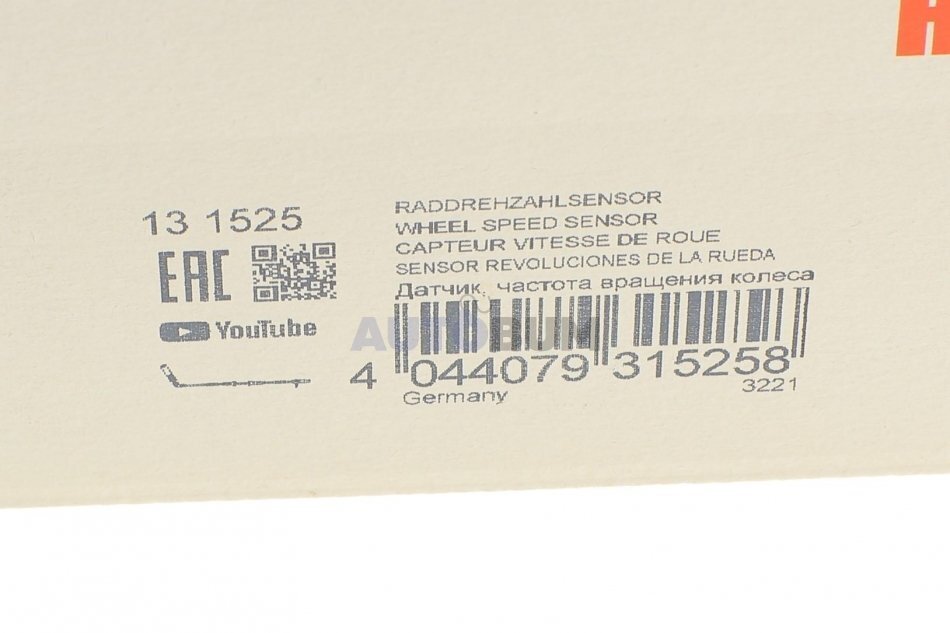 13 1525
EAC
YouTube
RADDREHZAHLSENSOR
WHEEL SPEED SENSOR
CAPTEUR VITESSE DE ROUE
SENSOR REVOLUCIONES DE LA RUEDA
Датчик, частота вращения колеса
AUTOBUM
4 044079 315258
Germany
3221